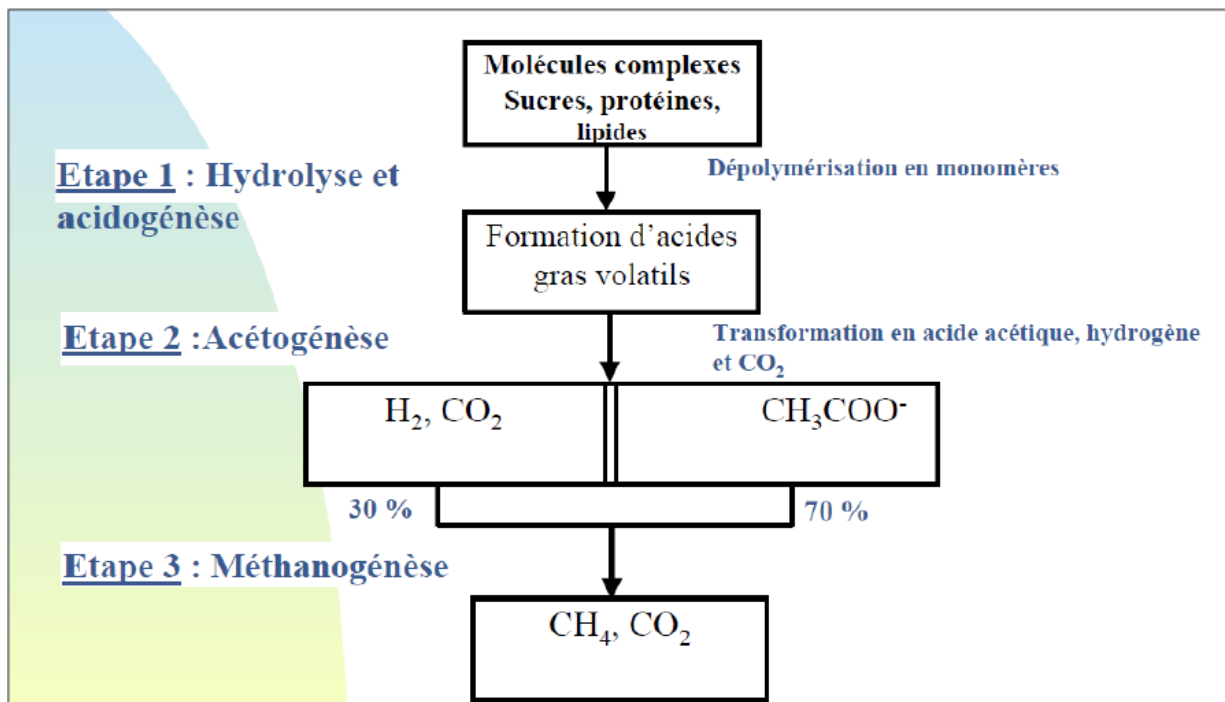 Molécules complexes
Sucres, protéines,
lipides
Etape 1 : Hydrolyse et
acidogénèse
Dépolymérisation en monomères
Formation d'acides
gras volatils
Etape 2 :Acétogénèse
Transformation en acide acétique, hydrogène
et CO₂
H₂, CO₂
CH₃COO⁻
30 %
70 %
Etape 3 : Méthanogénèse
CH₄, CO₂